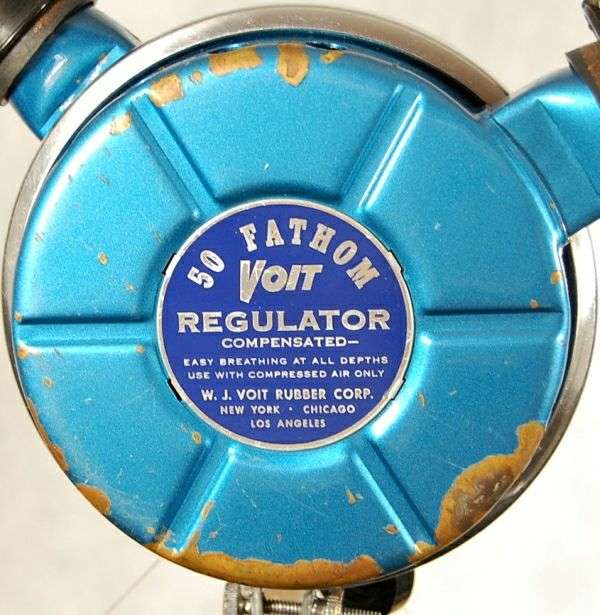 50 FATHOM
VOIT
REGULATOR
COMPENSATED—
EASY BREATHING AT ALL DEPTHS
USE WITH COMPRESSED AIR ONLY
W. J. VOIT RUBBER CORP.
NEW YORK · CHICAGO
LOS ANGELES